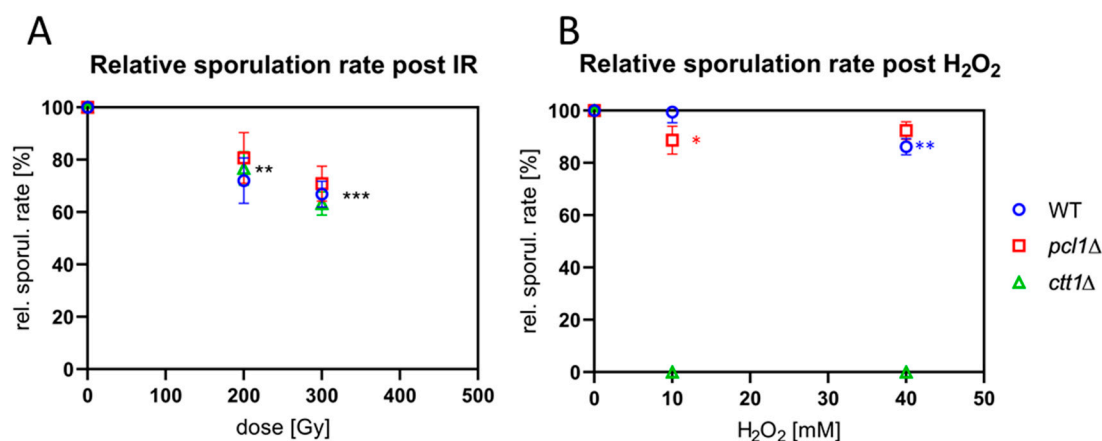 A
Relative sporulation rate post IR
100
80
60
40
20
0
rel. sporul. rate [%]
**
***
0 100 200 300 400 500
dose [Gy]
B
Relative sporulation rate post H₂O₂
100
80
60
40
20
0
rel. sporul. rate [%]
*
**
0 10 20 30 40 50
H₂O₂ [mM]
WT
pcl1Δ
ctt1Δ